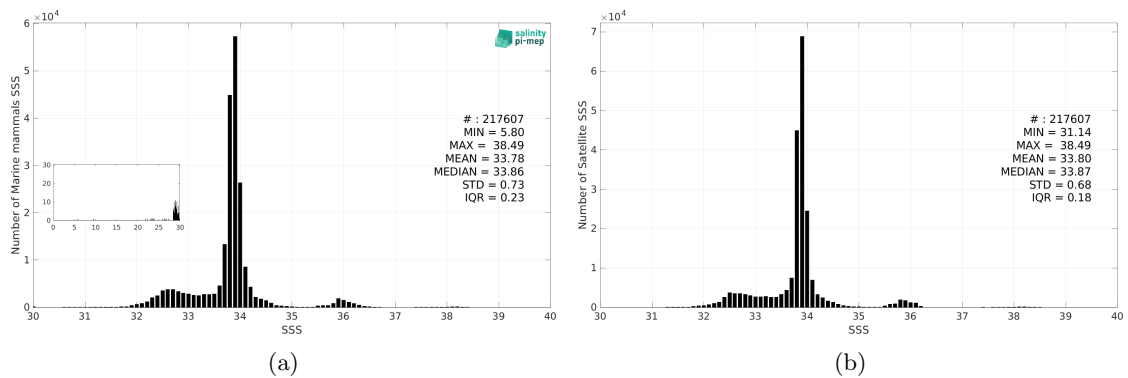 ×10⁴
6
5
4
3
2
1
0
Number of Marine mammals SSS
salinity
pi-mep
# : 217607
MIN = 5.80
MAX = 38.49
MEAN = 33.78
MEDIAN = 33.86
STD = 0.73
IQR = 0.23
30
20
10
0
0 5 10 15 20 25 30
30 31 32 33 34 35 36 37 38 39 40
SSS
(a)
×10⁴
7
6
5
4
3
2
1
0
Number of Satellite SSS
# : 217607
MIN = 31.14
MAX = 38.49
MEAN = 33.80
MEDIAN = 33.87
STD = 0.68
IQR = 0.18
30 31 32 33 34 35 36 37 38 39 40
SSS
(b)